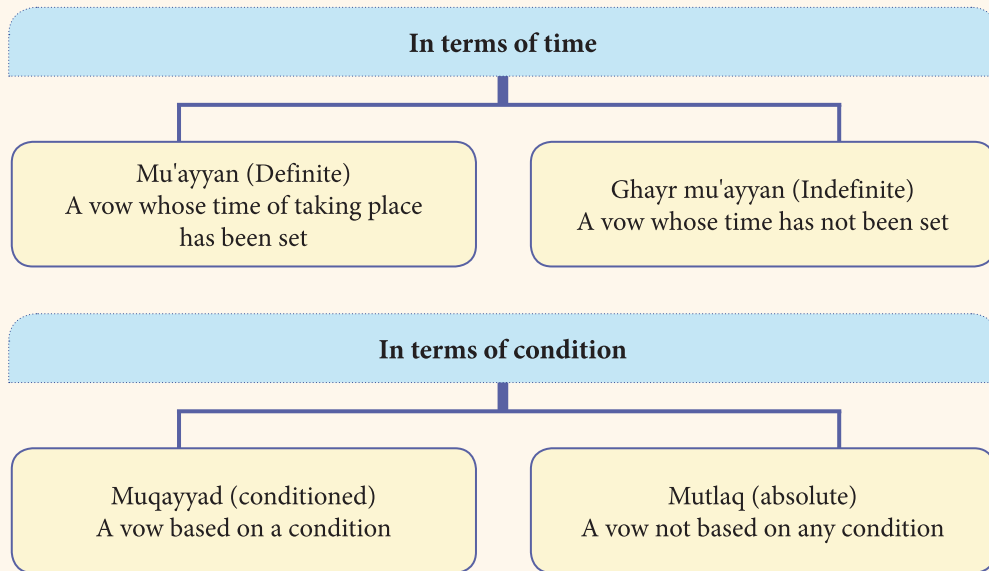 In terms of time
Mu'ayyan (Definite)
A vow whose time of taking place
has been set
Ghayr mu'ayyan (Indefinite)
A vow whose time has not been set
In terms of condition
Muqayyad (conditioned)
A vow based on a condition
Mutlaq (absolute)
A vow not based on any condition